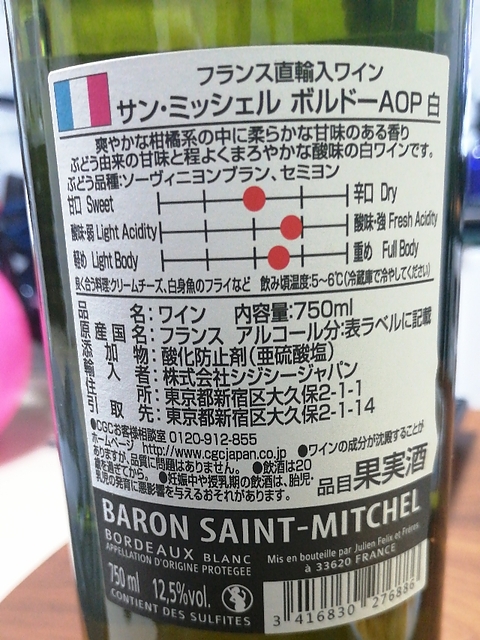 フランス直輸入ワイン
サン・ミッシェル ボルドーAOP 白
爽やかな柑橘系の中に柔らかな甘味のある香り
ぶどう由来の甘味と程よくまろやかな酸味の白ワインです。
ぶどう品種:ソーヴィニヨンブラン、セミヨン
甘口 Sweet 辛口 Dry
酸味・弱 Light Acidity 酸味・強 Fresh Acidity
軽め Light Body 重め Full Body
良く合う料理:クリームチーズ、白身魚のフライなど 飲み頃温度:5~6℃(冷蔵庫で冷やしてください)
品名:ワイン 内容量:750ml
原産国名:フランス アルコール分:表ラベルに記載
添加物:酸化防止剤(亜硫酸塩)
輸入者:株式会社シジシージャパン
住所:東京都新宿区大久保2-1-1
引取先:東京都新宿区大久保2-1-14
●CGCお客様相談室 0120-912-855
ホームページ http://www.cgcjapan.co.jp ●ワインの成分が沈殿することが
ありますが、品質に問題はありません。 ●飲酒は20
歳を過ぎてから。 ●妊娠中や授乳期の飲酒は、胎児・
乳児の発育に悪影響を与えるおそれがあります。
品目 果実酒
BARON SAINT-MITCHEL
BORDEAUX BLANC
APPELLATION D'ORIGINE PROTEGEE
Mis en bouteille par Julien Felix et Frères,
à 33620 FRANCE
750 ml 12,5%vol.
CONTIENT DES SULFITES
3 416830 276886